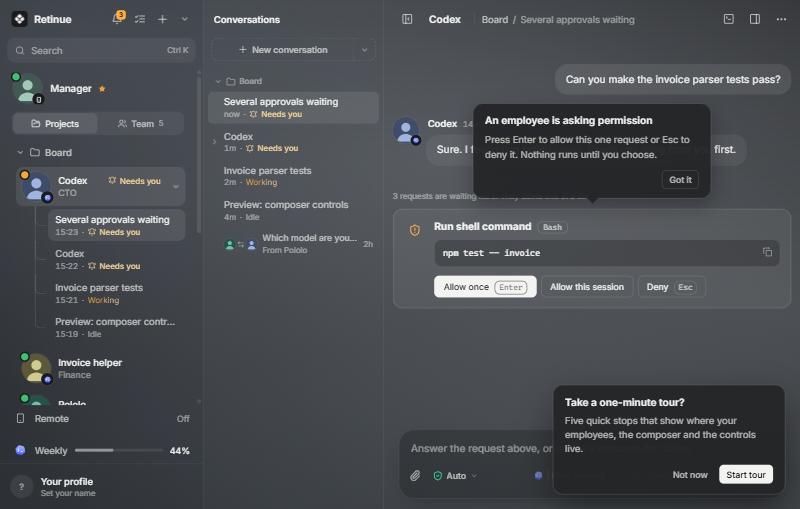 Retinue
3
Search
Ctrl K
Manager
Projects
Team 5
Board
Codex
Needs you
CTO
Several approvals waiting
15:23 · Needs you
Codex
15:22 · Needs you
Invoice parser tests
15:21 · Working
Preview: composer contr...
15:19 · Idle
Invoice helper
Finance
Pololo
Remote
Off
Weekly
44%
?
Your profile
Set your name
Conversations
+ New conversation
Board
Several approvals waiting
now · Needs you
Codex
1m · Needs you
Invoice parser tests
2m · Working
Preview: composer controls
4m · Idle
Which model are you...
2h
From Pololo
Codex
Board / Several approvals waiting
Can you make the invoice parser tests pass?
Codex 14
Sure. I
first.
An employee is asking permission
Press Enter to allow this one request or Esc to
deny it. Nothing runs until you choose.
Got it
3 requests are waiting
Run shell command
Bash
npm test -- invoice
Allow once Enter
Allow this session
Deny Esc
Answer the request above, or
Auto
Take a one-minute tour?
Five quick stops that show where your
employees, the composer and the controls
live.
Not now
Start tour